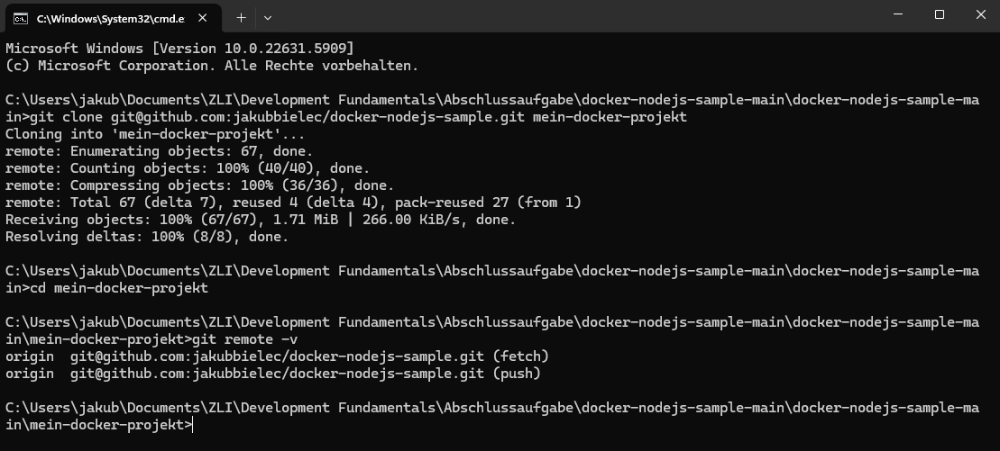 C:\Windows\System32\cmd.e
Microsoft Windows [Version 10.0.22631.5909]
(c) Microsoft Corporation. Alle Rechte vorbehalten.
C:\Users\jakub\Documents\ZLI\Development Fundamentals\Abschlussaufgabe\docker-nodejs-sample-main\docker-nodejs-sample-ma
in>git clone git@github.com:jakubbielec/docker-nodejs-sample.git mein-docker-projekt
Cloning into 'mein-docker-projekt'...
remote: Enumerating objects: 67, done.
remote: Counting objects: 100% (40/40), done.
remote: Compressing objects: 100% (36/36), done.
remote: Total 67 (delta 7), reused 4 (delta 4), pack-reused 27 (from 1)
Receiving objects: 100% (67/67), 1.71 MiB | 266.00 KiB/s, done.
Resolving deltas: 100% (8/8), done.
C:\Users\jakub\Documents\ZLI\Development Fundamentals\Abschlussaufgabe\docker-nodejs-sample-main\docker-nodejs-sample-ma
in>cd mein-docker-projekt
C:\Users\jakub\Documents\ZLI\Development Fundamentals\Abschlussaufgabe\docker-nodejs-sample-main\docker-nodejs-sample-ma
in\mein-docker-projekt>git remote -v
origin  git@github.com:jakubbielec/docker-nodejs-sample.git (fetch)
origin  git@github.com:jakubbielec/docker-nodejs-sample.git (push)
C:\Users\jakub\Documents\ZLI\Development Fundamentals\Abschlussaufgabe\docker-nodejs-sample-main\docker-nodejs-sample-ma
in\mein-docker-projekt>